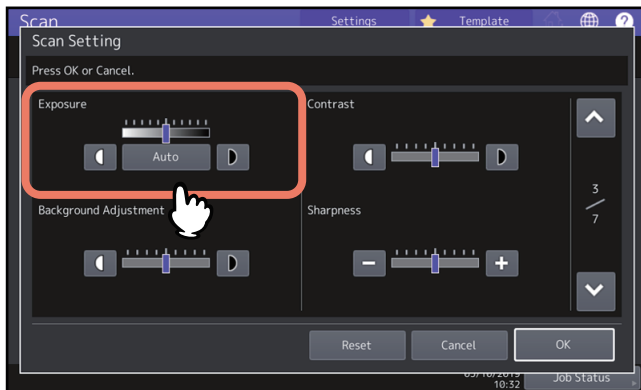 Scan
Settings
Template
?
Scan Setting
Press OK or Cancel.
Exposure
Auto
Contrast
Background Adjustment
Sharpness
3
7
Reset
Cancel
OK
10:32
Job Status